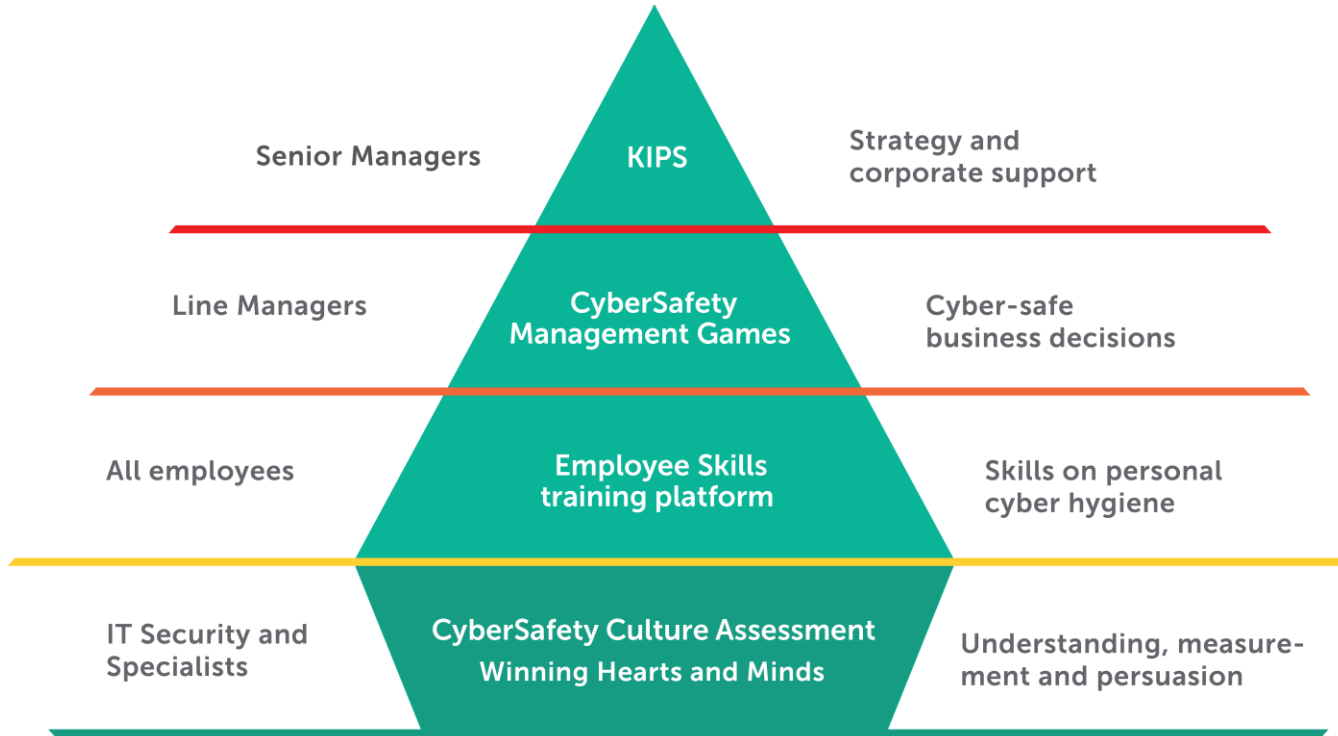 Senior Managers
KIPS
Strategy and
corporate support
Line Managers
CyberSafety
Management Games
Cyber-safe
business decisions
All employees
Employee Skills
training platform
Skills on personal
cyber hygiene
IT Security and
Specialists
CyberSafety Culture Assessment
Winning Hearts and Minds
Understanding, measure-
ment and persuasion